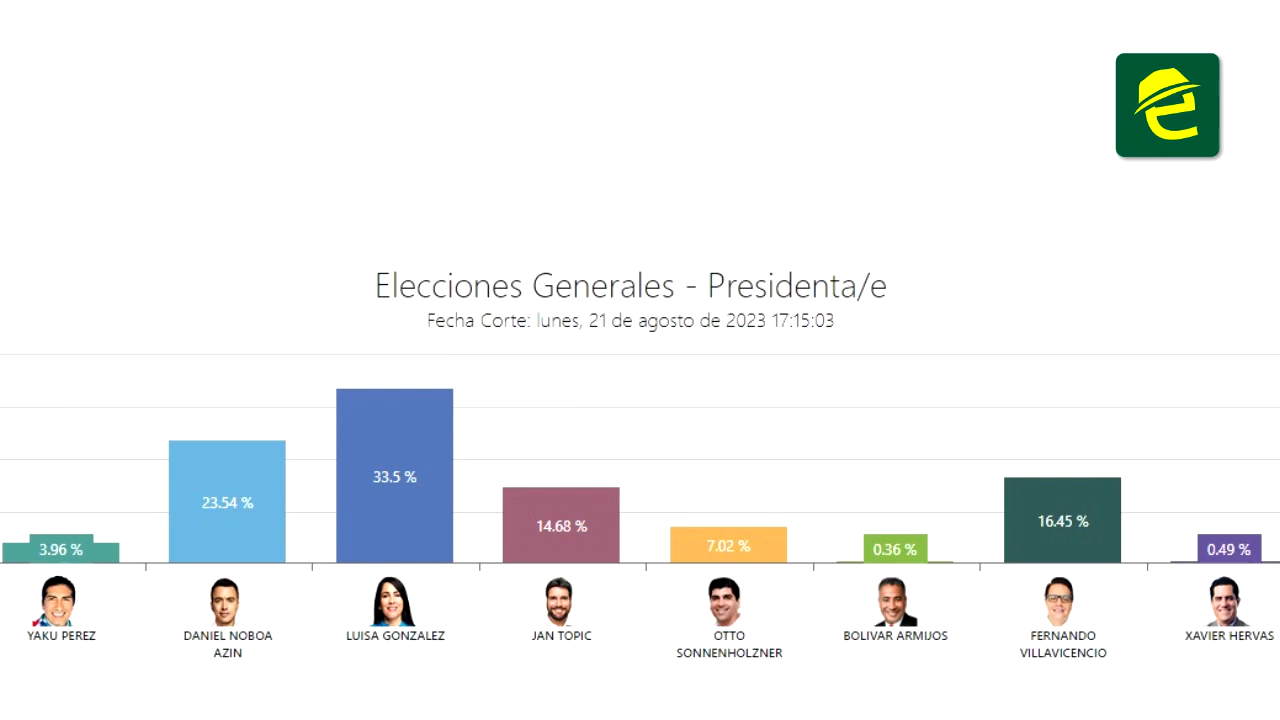 Elecciones Generales - Presidenta/e
Fecha Corte: lunes, 21 de agosto de 2023 17:15:03
3.96 %
23.54 %
33.5 %
14.68 %
7.02 %
0.36 %
16.45 %
0.49 %
YAKU PEREZ
DANIEL NOBOA
AZIN
LUISA GONZALEZ
JAN TOPIC
OTTO
SONNENHOLZNER
BOLIVAR ARMIJOS
FERNANDO
VILLAVICENCIO
XAVIER HERVAS